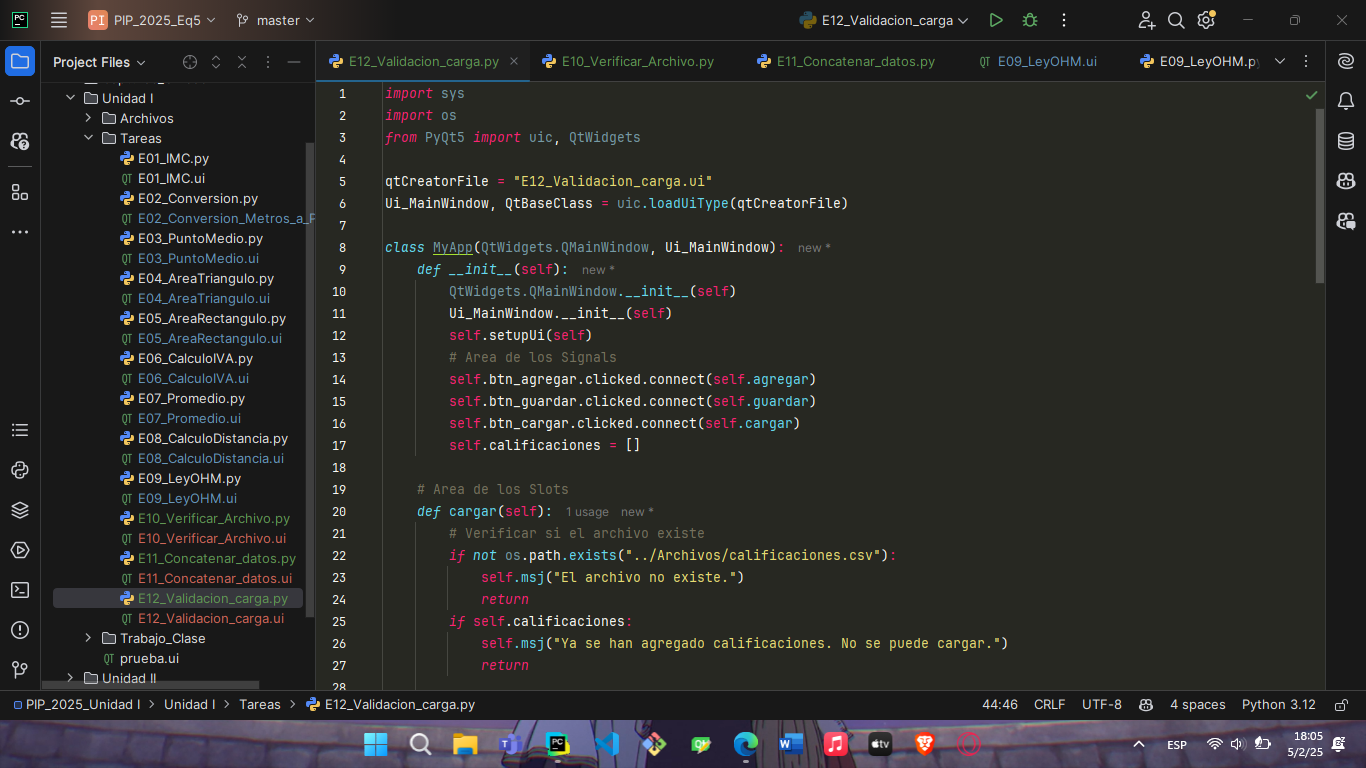 PC
PI PIP_2025_Eq5 master E12_Validacion_carga
Project Files
E12_Validacion_carga.py E10_Verificar_Archivo.py E11_Concatenar_datos.py E09_LeyOHM.ui E09_LeyOHM.py
Unidad I
Archivos
Tareas
E01_IMC.py
E01_IMC.ui
E02_Conversion.py
E02_Conversion_Metros_a_P
E03_PuntoMedio.py
E03_PuntoMedio.ui
E04_AreaTriangulo.py
E04_AreaTriangulo.ui
E05_AreaRectangulo.py
E05_AreaRectangulo.ui
E06_CalculoIVA.py
E06_CalculoIVA.ui
E07_Promedio.py
E07_Promedio.ui
E08_CalculoDistancia.py
E08_CalculoDistancia.ui
E09_LeyOHM.py
E09_LeyOHM.ui
E10_Verificar_Archivo.py
E10_Verificar_Archivo.ui
E11_Concatenar_datos.py
E11_Concatenar_datos.ui
E12_Validacion_carga.py
E12_Validacion_carga.ui
Trabajo_Clase
prueba.ui
Unidad II
1 import sys
2 import os
3 from PyQt5 import uic, QtWidgets
4
5 qtCreatorFile = "E12_Validacion_carga.ui"
6 Ui_MainWindow, QtBaseClass = uic.loadUiType(qtCreatorFile)
7
8 class MyApp(QtWidgets.QMainWindow, Ui_MainWindow): new *
9 def __init__(self): new *
10 QtWidgets.QMainWindow.__init__(self)
11 Ui_MainWindow.__init__(self)
12 self.setupUi(self)
13 # Area de los Signals
14 self.btn_agregar.clicked.connect(self.agregar)
15 self.btn_guardar.clicked.connect(self.guardar)
16 self.btn_cargar.clicked.connect(self.cargar)
17 self.calificaciones = []
18
19 # Area de los Slots
20 def cargar(self): 1 usage new *
21 # Verificar si el archivo existe
22 if not os.path.exists("../Archivos/calificaciones.csv"):
23 self.msj("El archivo no existe.")
24 return
25 if self.calificaciones:
26 self.msj("Ya se han agregado calificaciones. No se puede cargar.")
27 return
28
PIP_2025_Unidad I > Unidad I > Tareas > E12_Validacion_carga.py 44:46 CRLF UTF-8 4 spaces Python 3.12
ESP 18:05
5/2/25